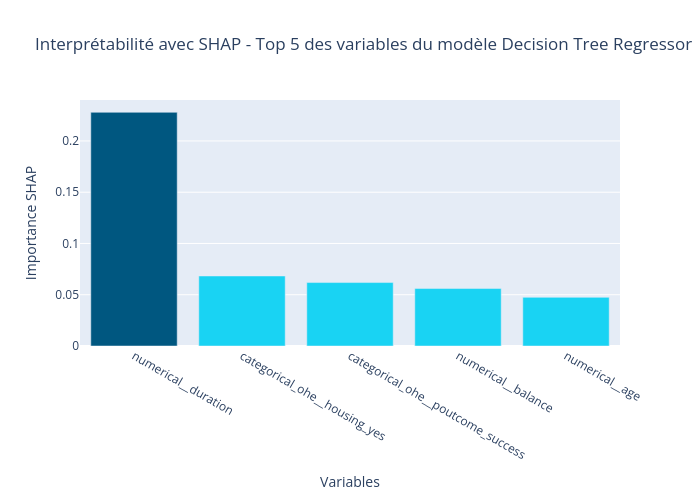 Interprétabilité avec SHAP - Top 5 des variables du modèle Decision Tree Regressor
Importance SHAP
0.2
0.15
0.1
0.05
0
numerical__duration
categorical_ohe__housing_yes
categorical_ohe__poutcome_success
numerical__balance
numerical__age
Variables